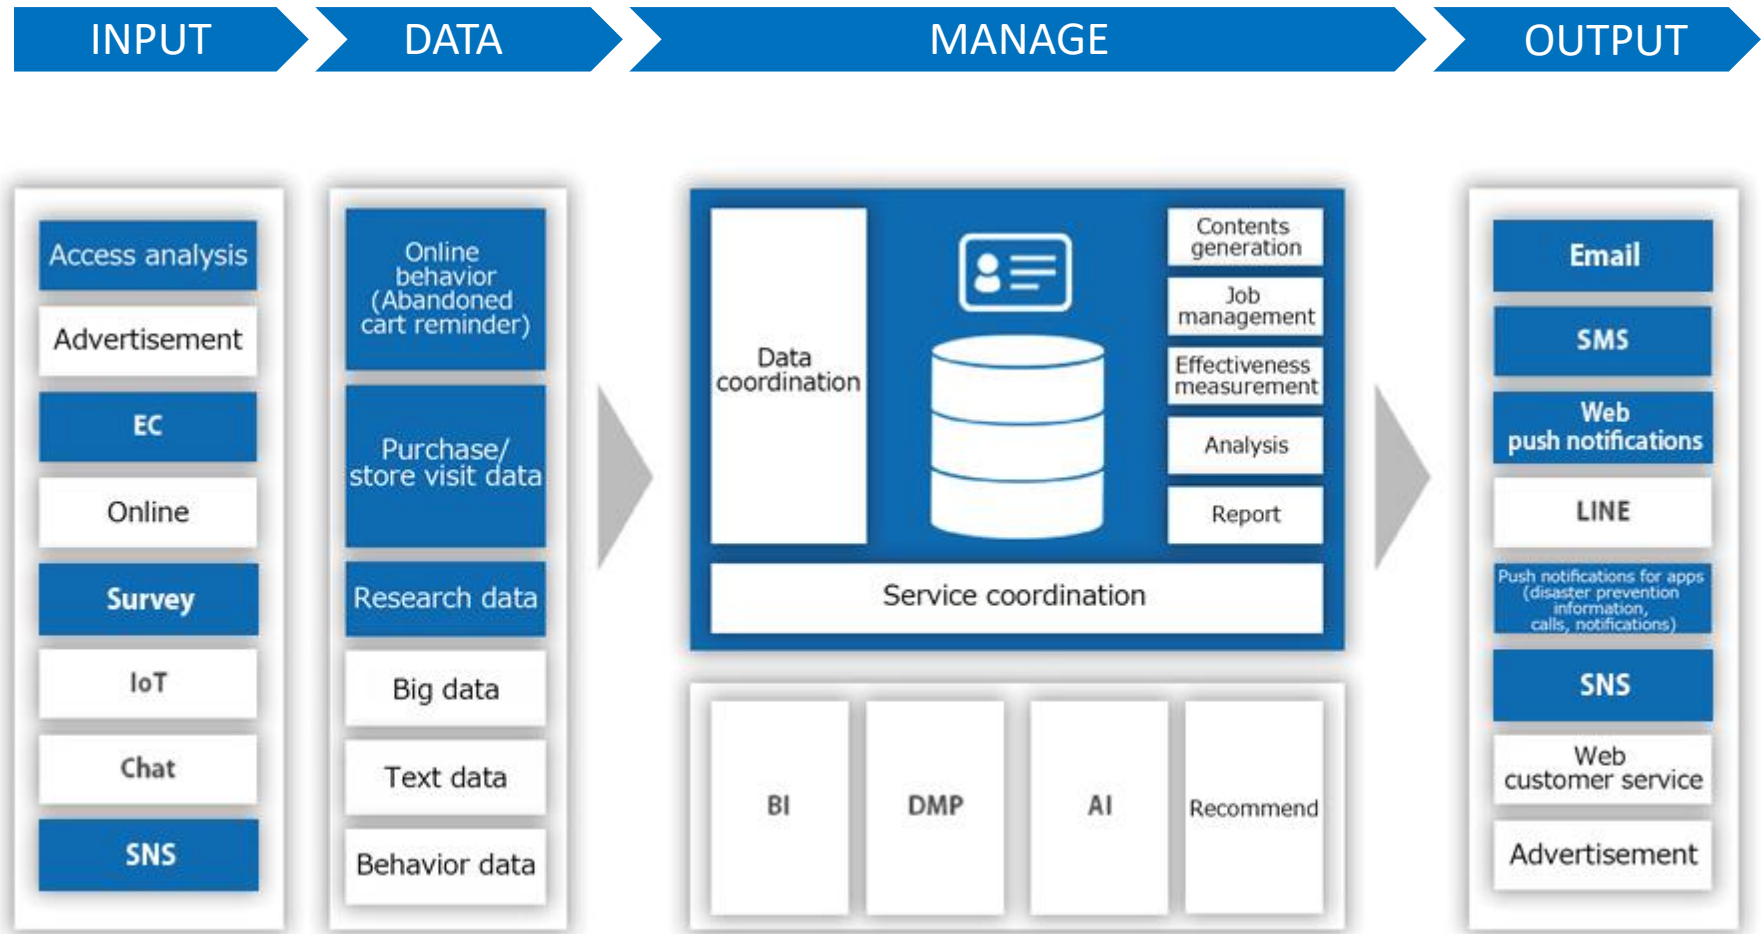 INPUT
DATA
MANAGE
OUTPUT
Access analysis
Advertisement
EC
Online
Survey
IoT
Chat
SNS
Online
behavior
(Abandoned
cart reminder)
Purchase/
store visit data
Research data
Big data
Text data
Behavior data
Data
coordination
Contents
generation
Job
management
Effectiveness
measurement
Analysis
Report
Service coordination
BI
DMP
AI
Recommend
Email
SMS
Web
push notifications
LINE
Push notifications for apps
(disaster prevention
information,
calls, notifications)
SNS
Web
customer service
Advertisement